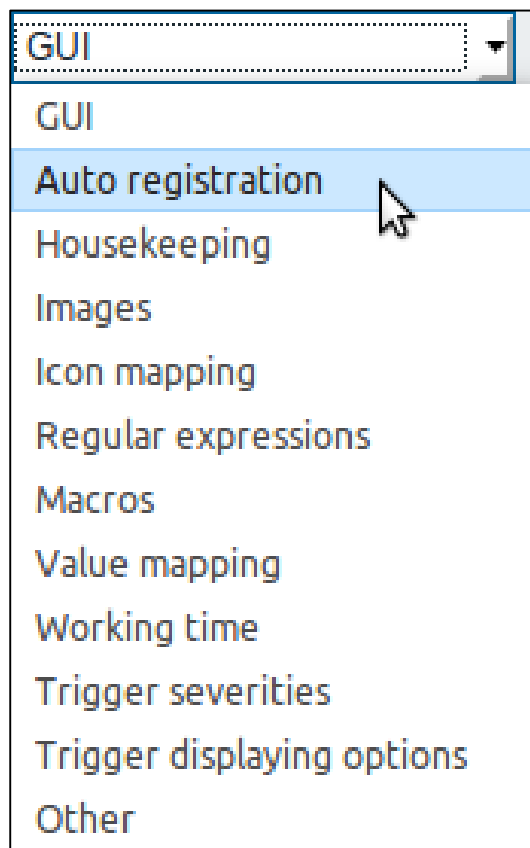 GUI
GUI
Auto registration
Housekeeping
Images
Icon mapping
Regular expressions
Macros
Value mapping
Working time
Trigger severities
Trigger displaying options
Other